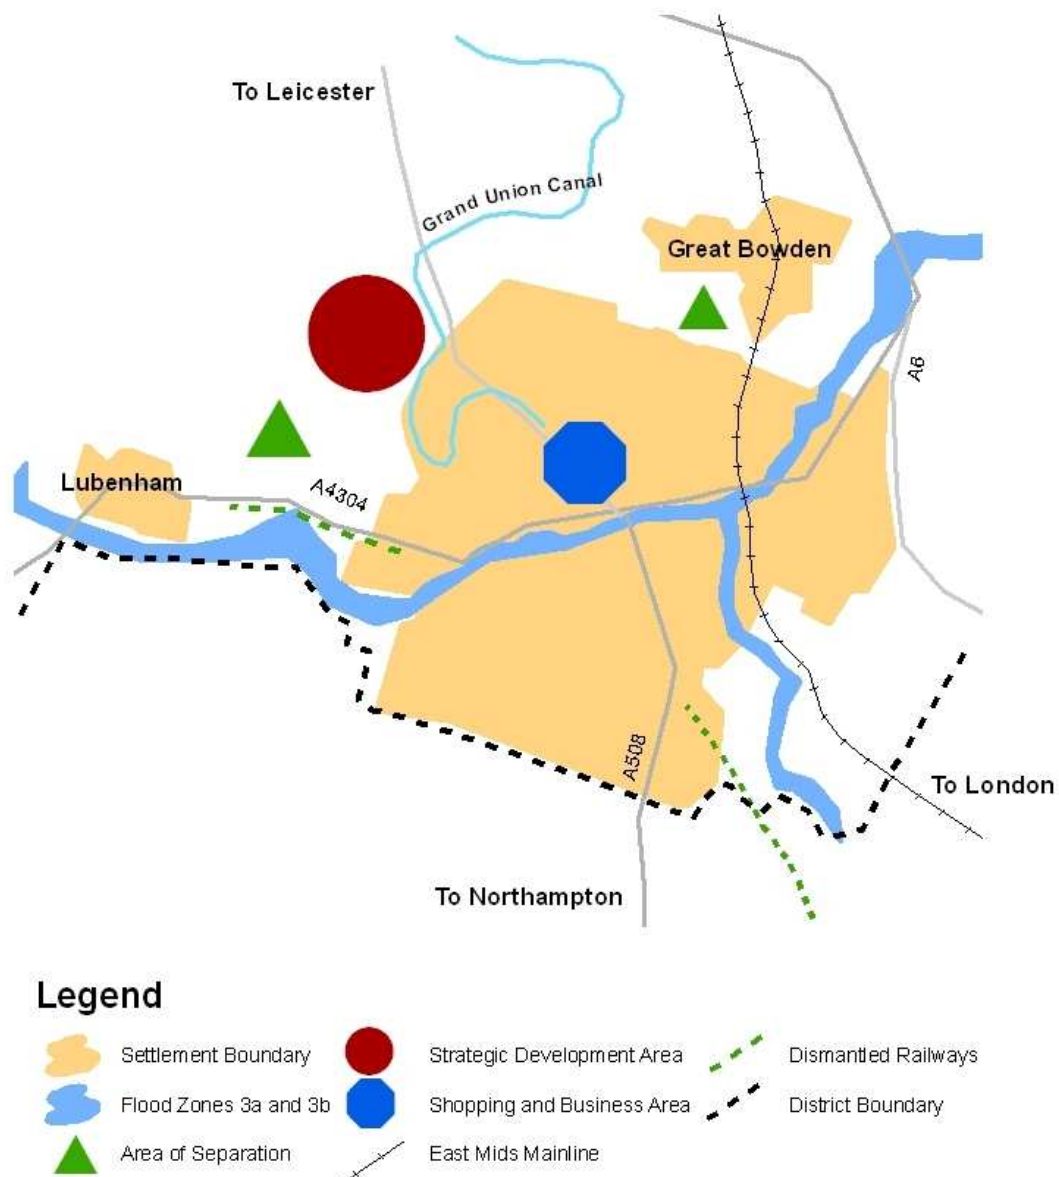 To Leicester
Grand Union Canal
Great Bowden
A6
Lubenham
A4304
A508
To London
To Northampton
Legend
Settlement Boundary
Strategic Development Area
Dismantled Railways
Flood Zones 3a and 3b
Shopping and Business Area
District Boundary
Area of Separation
East Mids Mainline